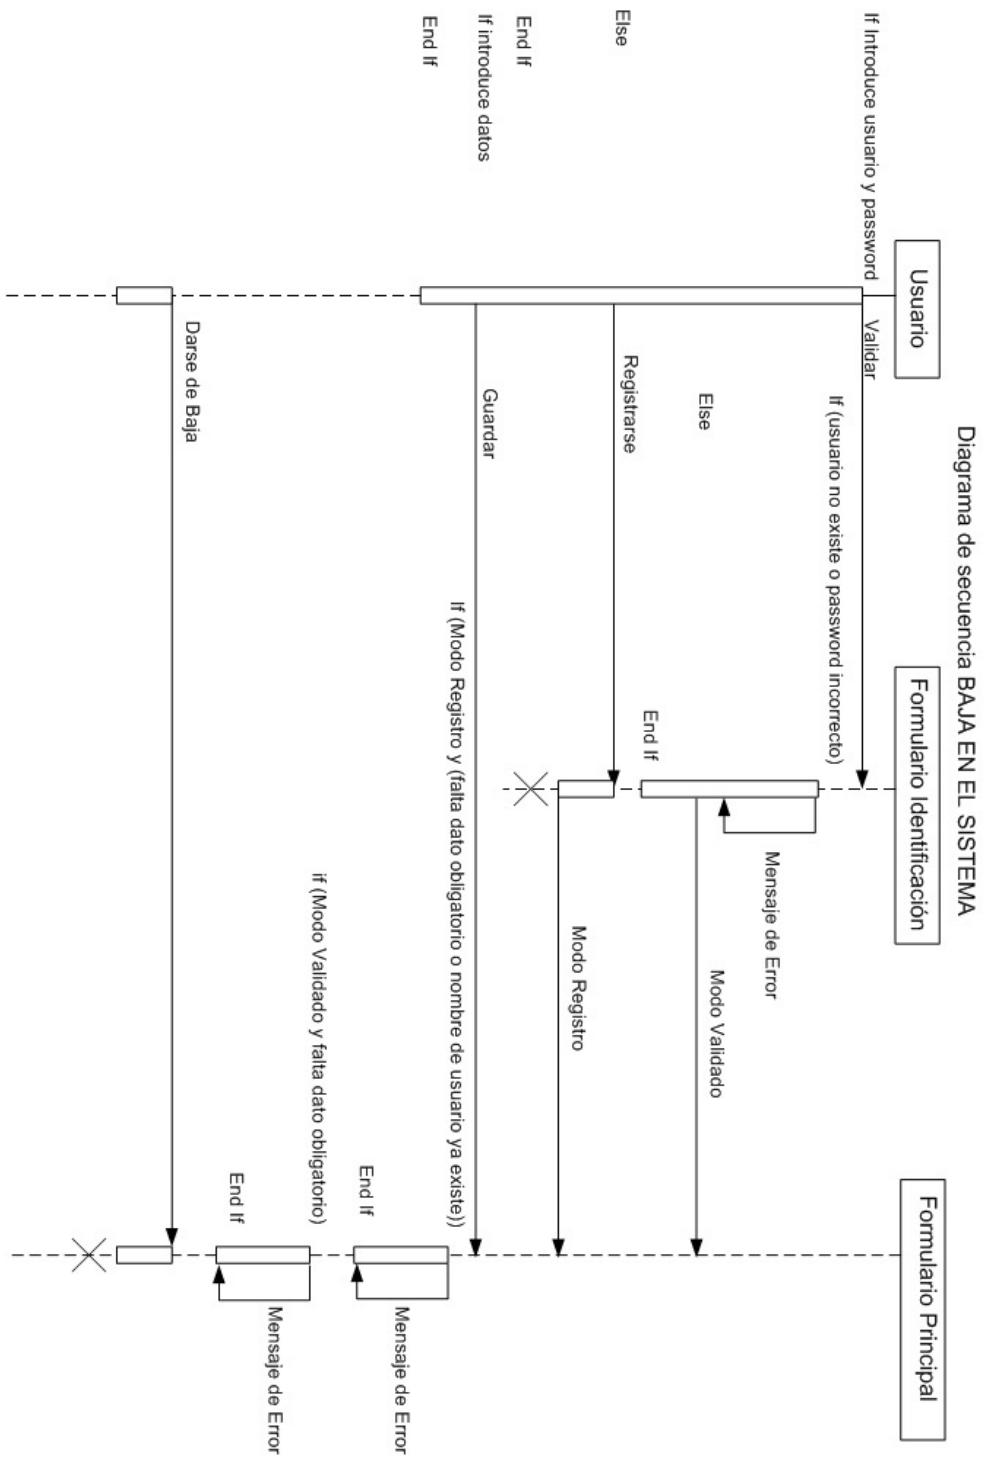 Diagrama de secuencia BAJA EN EL SISTEMA
Usuario
Formulario Identificación
Formulario Principal
If Introduce usuario y password
Validar
If (usuario no existe o password incorrecto)
Mensaje de Error
Else
Modo Validado
End If
Else
Registrarse
Modo Registro
End If
If introduce datos
Guardar
If (Modo Registro y (falta dato obligatorio o nombre de usuario ya existe))
Mensaje de Error
End If
End If
if (Modo Validado y falta dato obligatorio)
Mensaje de Error
End If
Darse de Baja